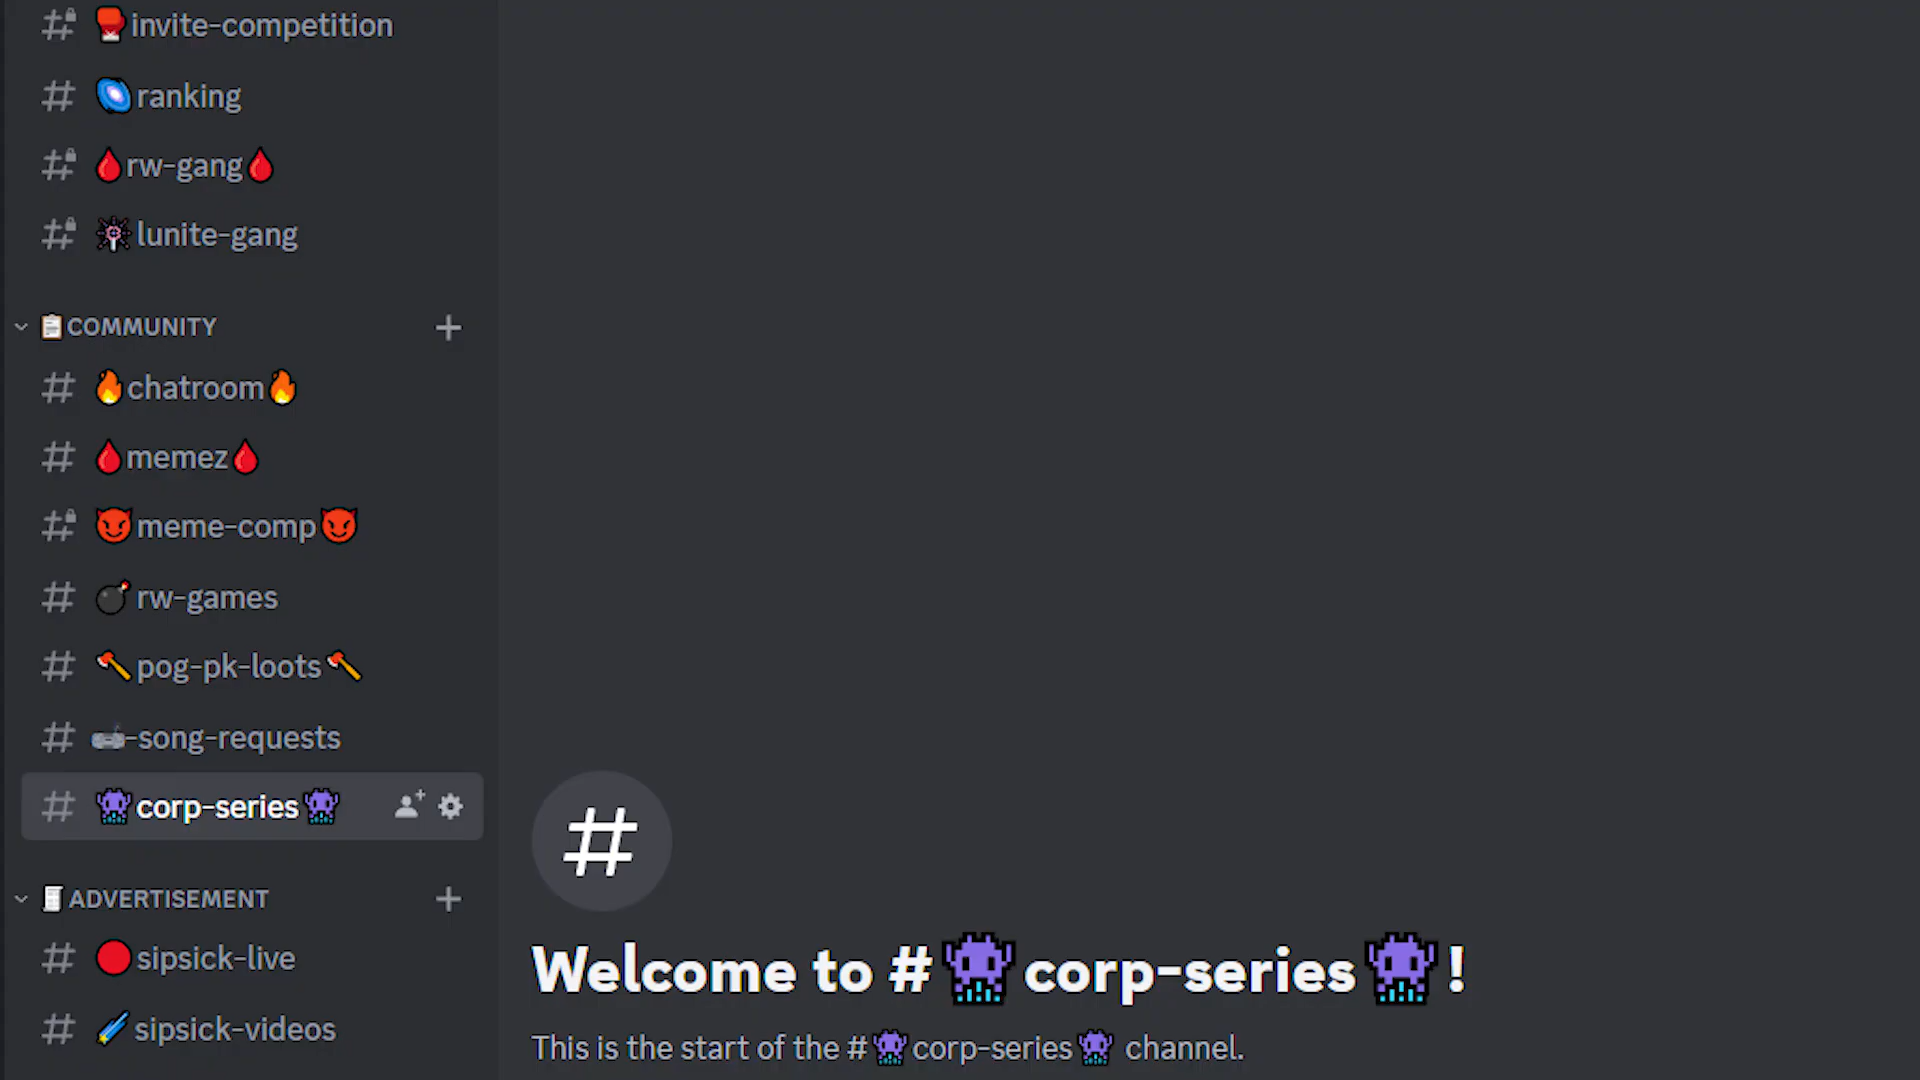 # 🥊invite-competition
# 🌌ranking
# 🩸rw-gang🩸
# lunite-gang
📋COMMUNITY +
# 🔥chatroom🔥
# 🩸memez🩸
# 😈meme-comp😈
# 💣rw-games
# 🪓pog-pk-loots🪓
# -song-requests
# 👾corp-series👾
🧾ADVERTISEMENT +
# 🔴sipsick-live
# ☄️sipsick-videos
#
Welcome to #👾corp-series👾!
This is the start of the #👾corp-series👾 channel.